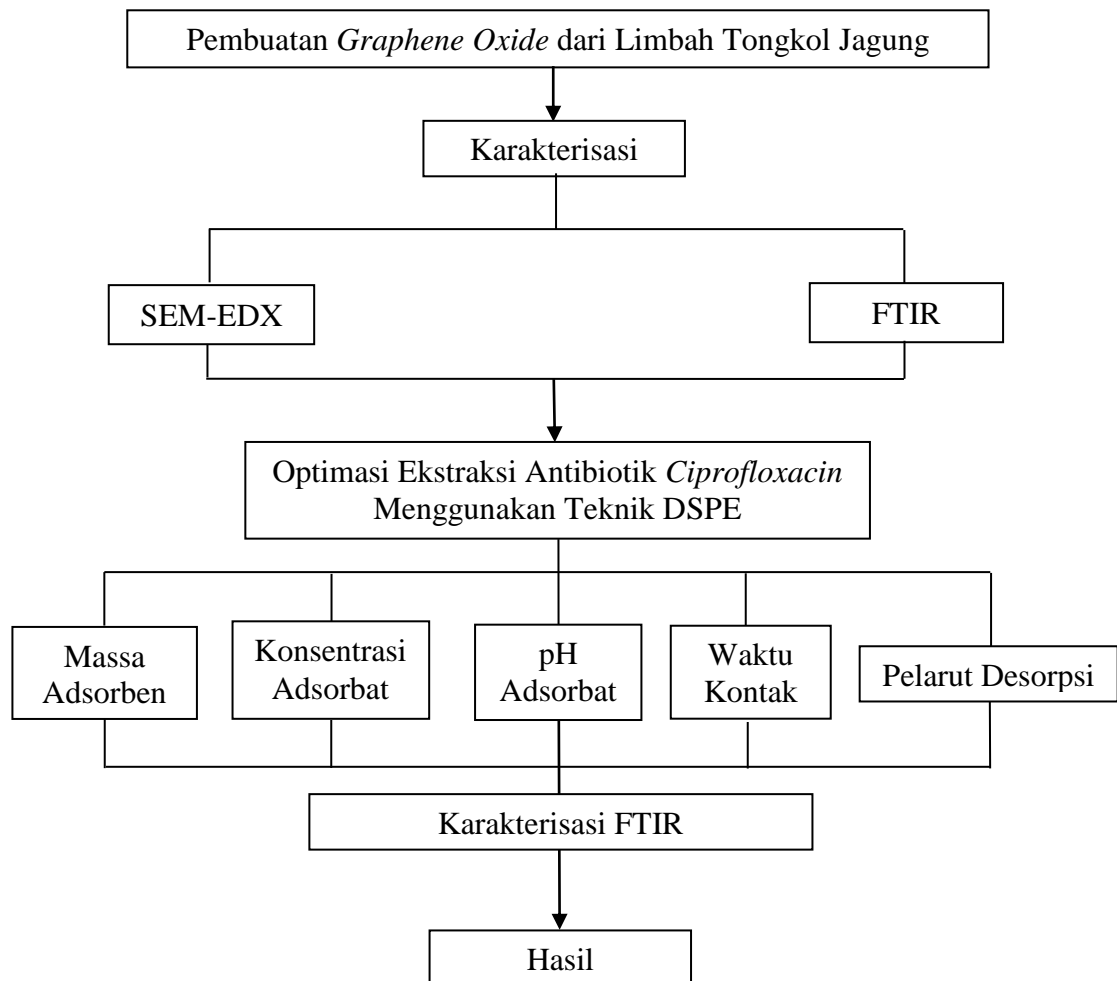 Pembuatan Graphene Oxide dari Limbah Tongkol Jagung
Karakterisasi
SEM-EDX
FTIR
Optimasi Ekstraksi Antibiotik Ciprofloxacin
Menggunakan Teknik DSPE
Massa
Adsorben
Konsentrasi
Adsorbat
pH
Adsorbat
Waktu
Kontak
Pelarut Desorpsi
Karakterisasi FTIR
Hasil